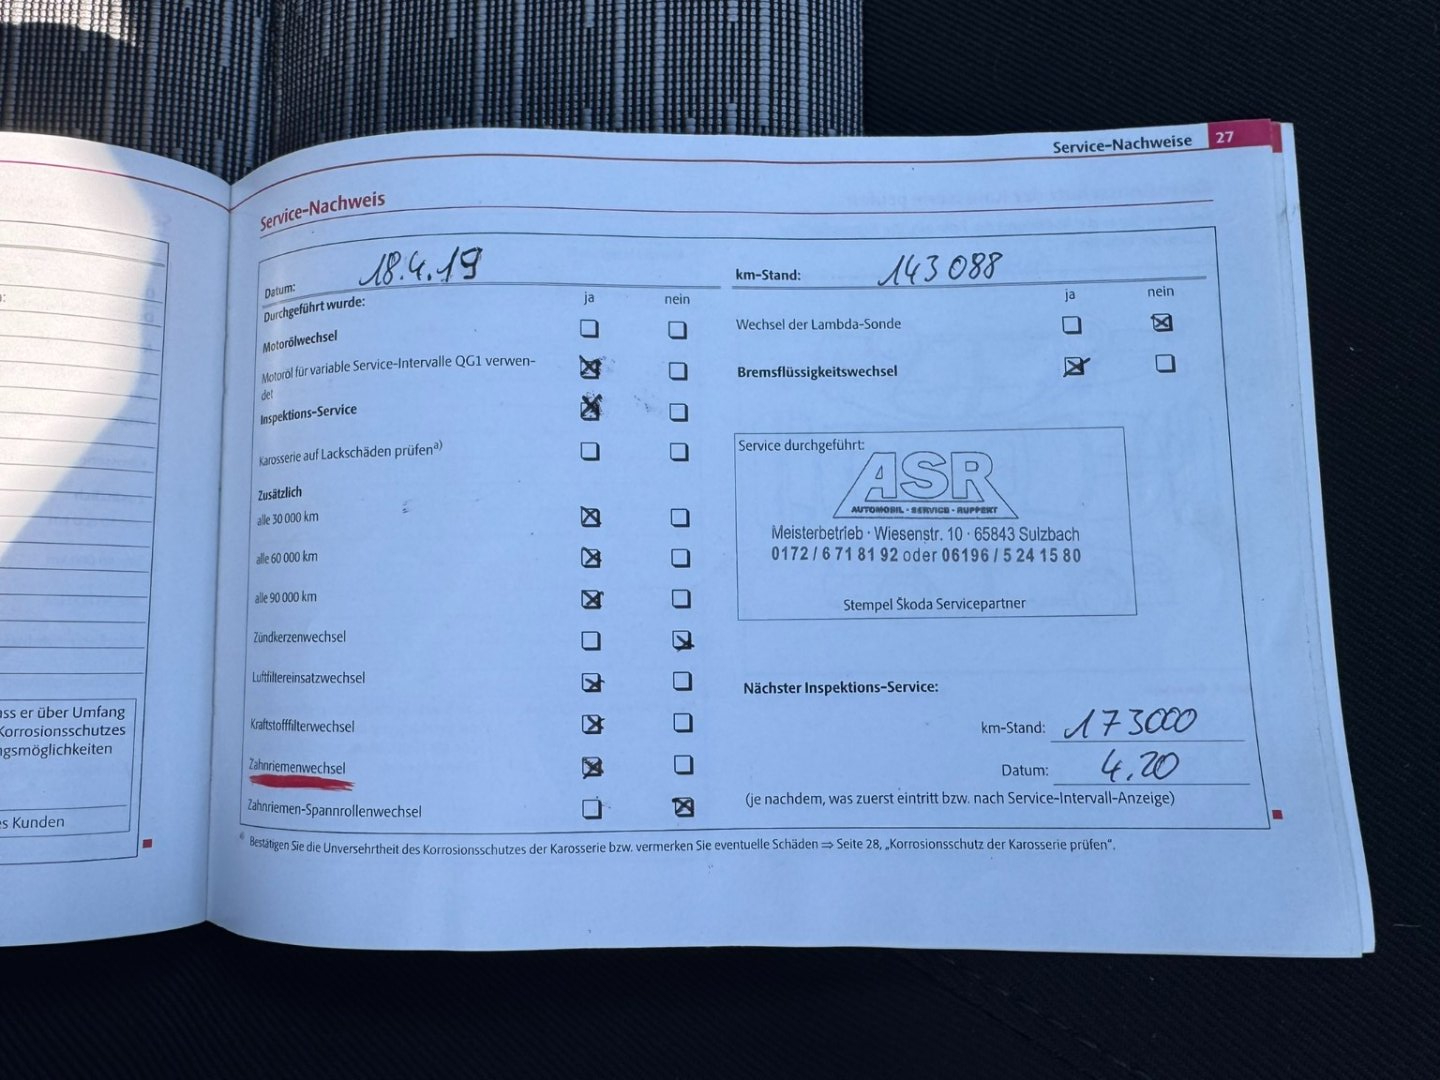 Service-Nachweise 27
Service-Nachweis
Datum: 18.4.19
km-Stand: 143 088
Durchgeführt wurde: ja nein
Motorölwechsel
Motoröl für variable Service-Intervalle QG1 verwen-
det
Inspektions-Service
Karosserie auf Lackschäden prüfen a)
Zusätzlich
alle 30 000 km
alle 60 000 km
alle 90 000 km
Zündkerzenwechsel
Luftfiltereinsatzwechsel
Kraftstofffilterwechsel
Zahnriemenwechsel
Zahnriemen-Spannrollenwechsel
ja nein
Wechsel der Lambda-Sonde
Bremsflüssigkeitswechsel
Service durchgeführt:
ASR
AUTOMOBIL - SERVICE - RUPPERT
Meisterbetrieb · Wiesenstr. 10 · 65843 Sulzbach
0172 / 6 71 81 92 oder 06196 / 5 24 15 80
Stempel Škoda Servicepartner
Nächster Inspektions-Service:
km-Stand: 173000
Datum: 4.20
(je nachdem, was zuerst eintritt bzw. nach Service-Intervall-Anzeige)
a) Bestätigen Sie die Unversehrtheit des Korrosionsschutzes der Karosserie bzw. vermerken Sie eventuelle Schäden ⇒ Seite 28, „Korrosionsschutz der Karosserie prüfen“.
er über Umfang
Korrosionsschutzes
Kunden